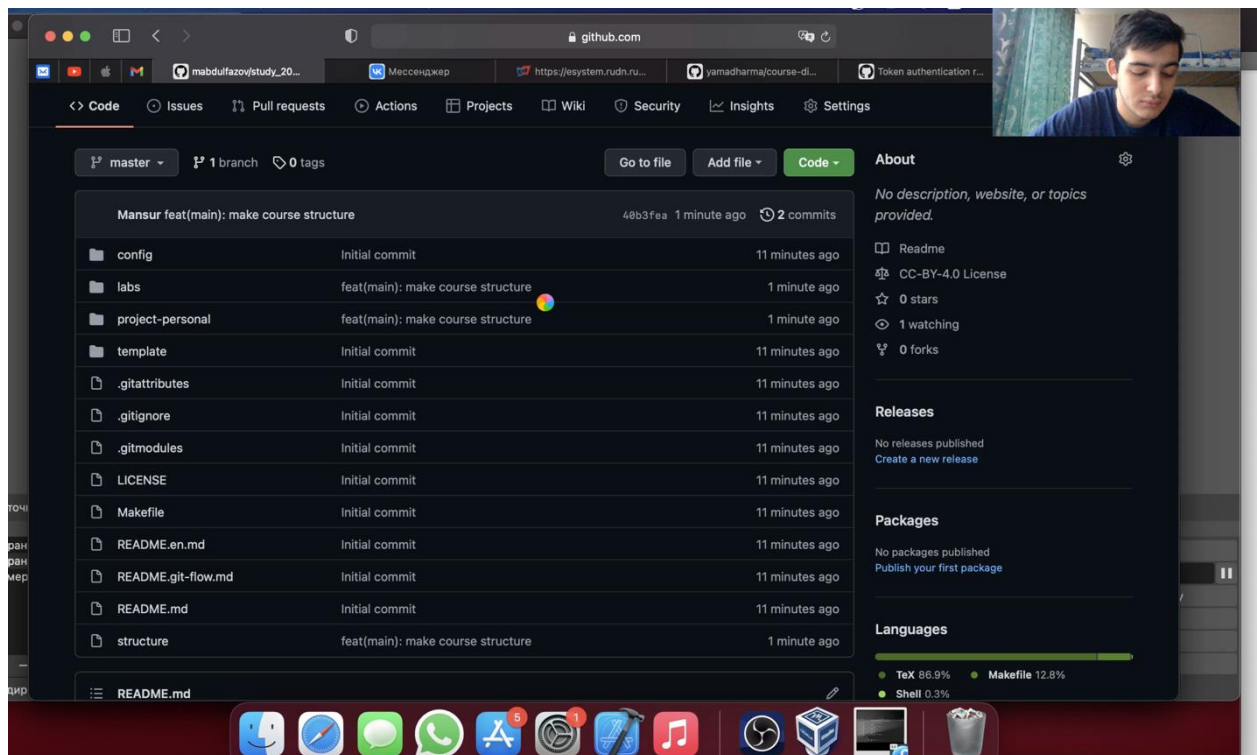 github.com
mabdulfazov/study_20...
Мессенджер
https://esystem.rudn.ru...
yamadharma/course-di...
Token authentication r...
<> Code Issues Pull requests Actions Projects Wiki Security Insights Settings
master 1 branch 0 tags Go to file Add file Code
Mansur feat(main): make course structure 40b3fea 1 minute ago 2 commits
config Initial commit 11 minutes ago
labs feat(main): make course structure 1 minute ago
project-personal feat(main): make course structure 1 minute ago
template Initial commit 11 minutes ago
.gitattributes Initial commit 11 minutes ago
.gitignore Initial commit 11 minutes ago
.gitmodules Initial commit 11 minutes ago
LICENSE Initial commit 11 minutes ago
Makefile Initial commit 11 minutes ago
README.en.md Initial commit 11 minutes ago
README.git-flow.md Initial commit 11 minutes ago
README.md Initial commit 11 minutes ago
structure feat(main): make course structure 1 minute ago
README.md
About
No description, website, or topics
provided.
Readme
CC-BY-4.0 License
0 stars
1 watching
0 forks
Releases
No releases published
Create a new release
Packages
No packages published
Publish your first package
Languages
TeX 86.9% Makefile 12.8%
Shell 0.3%
5
1